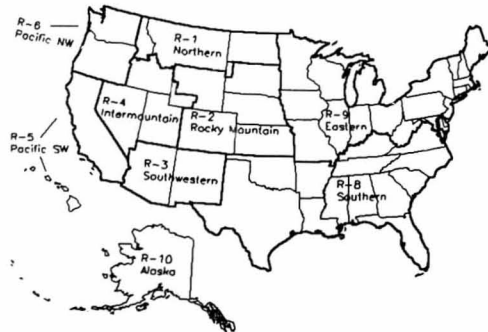 R-6
Pacific NW
R-1
Northern
R-4
Intermountain
R-2
Rocky Mountain
R-9
Eastern
R-5
Pacific SW
R-3
Southwestern
R-8
Southern
R-10
Alaska